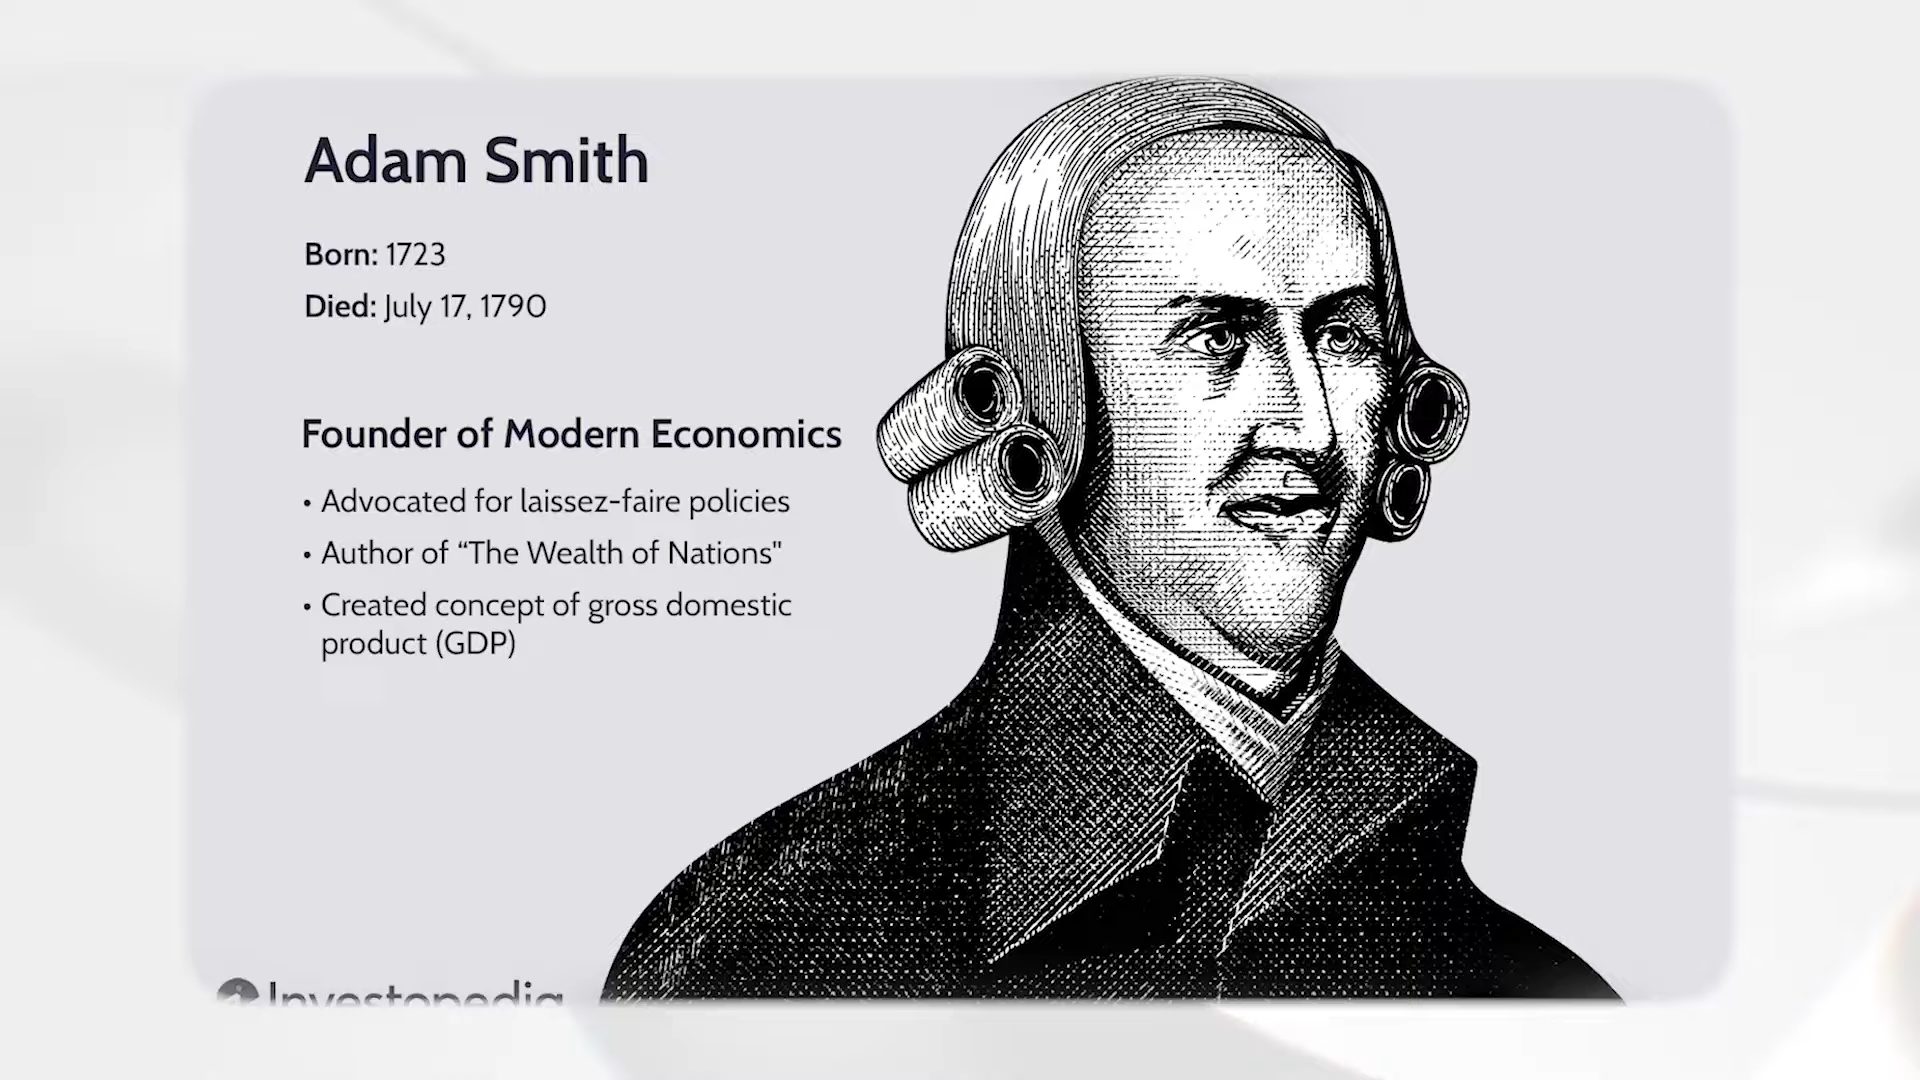 Adam Smith
Born: 1723
Died: July 17, 1790
Founder of Modern Economics
• Advocated for laissez-faire policies
• Author of “The Wealth of Nations"
• Created concept of gross domestic
product (GDP)
Investopedia